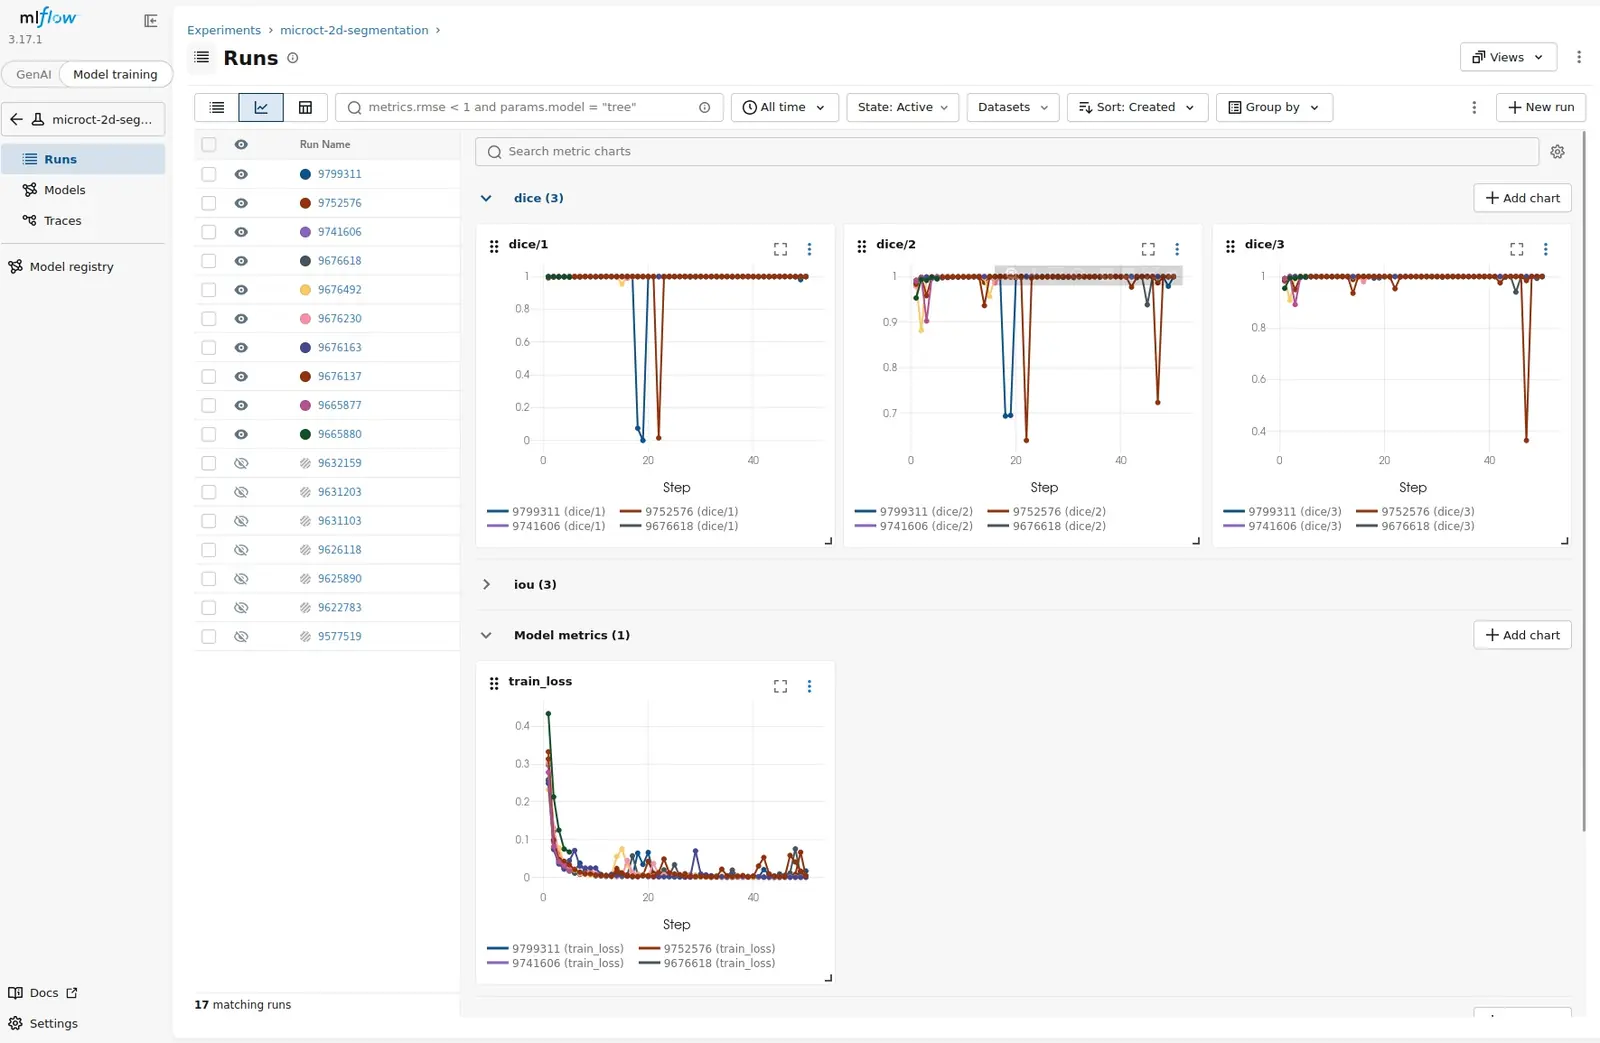 mlflow
3.17.1
GenAI
Model training
microct-2d-seg...
Runs
Models
Traces
Model registry
Docs
Settings
Experiments › microct-2d-segmentation ›
Runs
Views
metrics.rmse < 1 and params.model = "tree"
All time
State: Active
Datasets
Sort: Created
Group by
New run
Run Name
9799311
9752576
9741606
9676618
9676492
9676230
9676163
9676137
9665877
9665880
9632159
9631203
9631103
9626118
9625890
9622783
9577519
17 matching runs
Search metric charts
dice (3)
Add chart
dice/1
1
0.8
0.6
0.4
0.2
0
0 20 40
Step
9799311 (dice/1) 9752576 (dice/1)
9741606 (dice/1) 9676618 (dice/1)
dice/2
1
0.9
0.8
0.7
0 20 40
Step
9799311 (dice/2) 9752576 (dice/2)
9741606 (dice/2) 9676618 (dice/2)
dice/3
1
0.8
0.6
0.4
0 20 40
Step
9799311 (dice/3) 9752576 (dice/3)
9741606 (dice/3) 9676618 (dice/3)
iou (3)
Model metrics (1)
Add chart
train_loss
0.4
0.3
0.2
0.1
0
0 20 40
Step
9799311 (train_loss) 9752576 (train_loss)
9741606 (train_loss) 9676618 (train_loss)